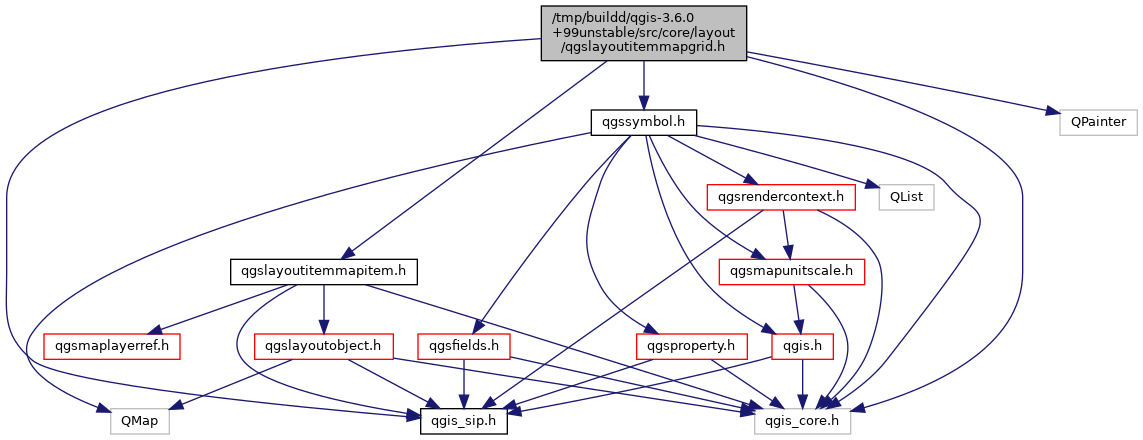 /tmp/buildd/qgis-3.6.0
+99unstable/src/core/layout
/qgslayoutitemmapgrid.h
qgssymbol.h
QPainter
qgsrendercontext.h
QList
qgslayoutitemmapitem.h
qgsmapunitscale.h
qgsmaplayerref.h
qgslayoutobject.h
qgsfields.h
qgsproperty.h
qgis.h
QMap
qgis_sip.h
qgis_core.h